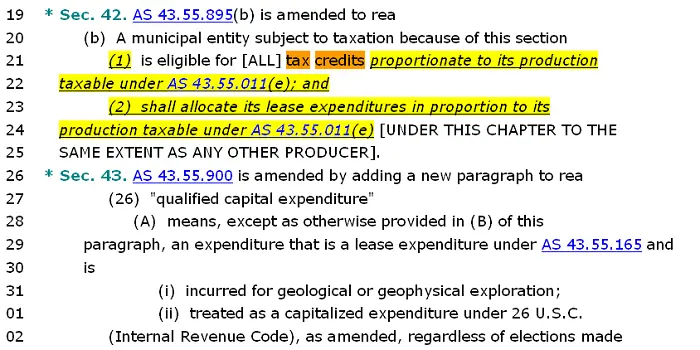 19 * Sec. 42. AS 43.55.895(b) is amended to rea
20 (b) A municipal entity subject to taxation because of this section
21 (1) is eligible for [ALL] tax credits proportionate to its production
22 taxable under AS 43.55.011(e); and
23 (2) shall allocate its lease expenditures in proportion to its
24 production taxable under AS 43.55.011(e) [UNDER THIS CHAPTER TO THE
25 SAME EXTENT AS ANY OTHER PRODUCER].
26 * Sec. 43. AS 43.55.900 is amended by adding a new paragraph to rea
27 (26) "qualified capital expenditure"
28 (A) means, except as otherwise provided in (B) of this
29 paragraph, an expenditure that is a lease expenditure under AS 43.55.165 and
30 is
31 (i) incurred for geological or geophysical exploration;
01 (ii) treated as a capitalized expenditure under 26 U.S.C.
02 (Internal Revenue Code), as amended, regardless of elections made